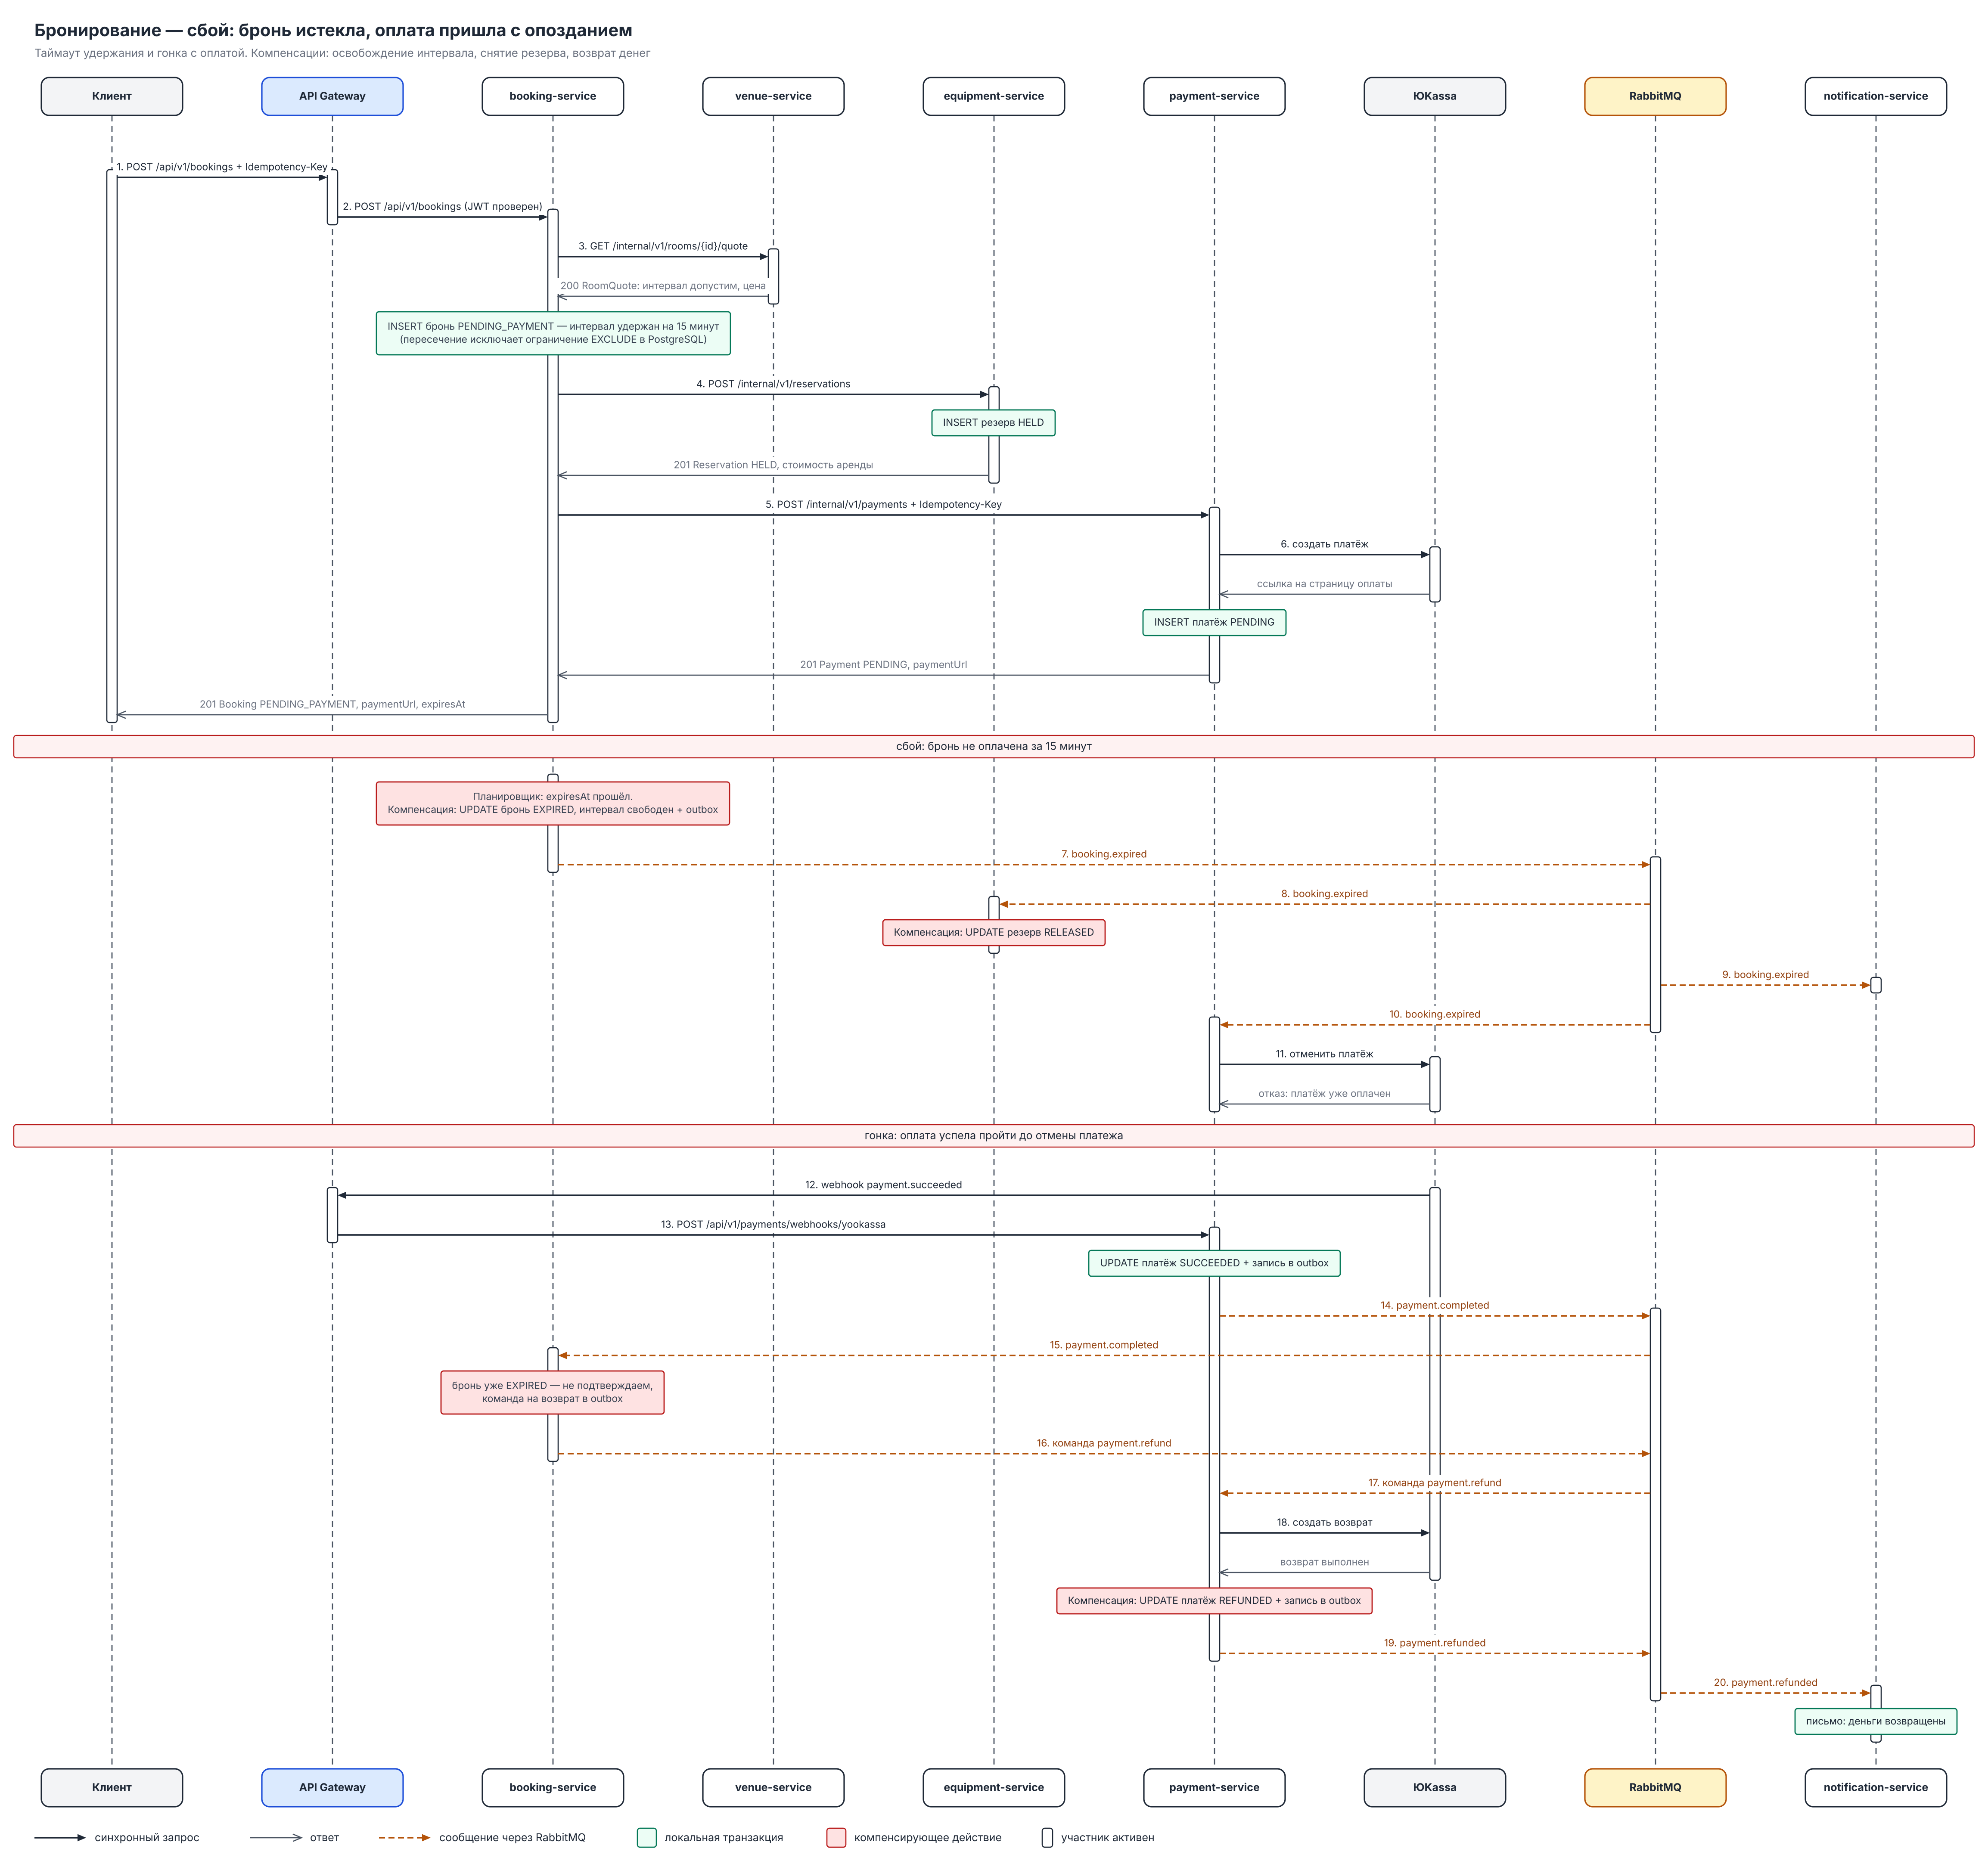 Бронирование — сбой: бронь истекла, оплата пришла с опозданием
Таймаут удержания и гонка с оплатой. Компенсации: освобождение интервала, снятие резерва, возврат денег
Клиент
API Gateway
booking-service
venue-service
equipment-service
payment-service
ЮKassa
RabbitMQ
notification-service
1. POST /api/v1/bookings + Idempotency-Key
2. POST /api/v1/bookings (JWT проверен)
3. GET /internal/v1/rooms/{id}/quote
200 RoomQuote: интервал допустим, цена
INSERT бронь PENDING_PAYMENT — интервал удержан на 15 минут
(пересечение исключает ограничение EXCLUDE в PostgreSQL)
4. POST /internal/v1/reservations
INSERT резерв HELD
201 Reservation HELD, стоимость аренды
5. POST /internal/v1/payments + Idempotency-Key
6. создать платёж
ссылка на страницу оплаты
INSERT платёж PENDING
201 Payment PENDING, paymentUrl
201 Booking PENDING_PAYMENT, paymentUrl, expiresAt
сбой: бронь не оплачена за 15 минут
Планировщик: expiresAt прошёл.
Компенсация: UPDATE бронь EXPIRED, интервал свободен + outbox
7. booking.expired
8. booking.expired
Компенсация: UPDATE резерв RELEASED
9. booking.expired
10. booking.expired
11. отменить платёж
отказ: платёж уже оплачен
гонка: оплата успела пройти до отмены платежа
12. webhook payment.succeeded
13. POST /api/v1/payments/webhooks/yookassa
UPDATE платёж SUCCEEDED + запись в outbox
14. payment.completed
15. payment.completed
бронь уже EXPIRED — не подтверждаем,
команда на возврат в outbox
16. команда payment.refund
17. команда payment.refund
18. создать возврат
возврат выполнен
Компенсация: UPDATE платёж REFUNDED + запись в outbox
19. payment.refunded
20. payment.refunded
письмо: деньги возвращены
Клиент
API Gateway
booking-service
venue-service
equipment-service
payment-service
ЮKassa
RabbitMQ
notification-service
синхронный запрос
ответ
сообщение через RabbitMQ
локальная транзакция
компенсирующее действие
участник активен